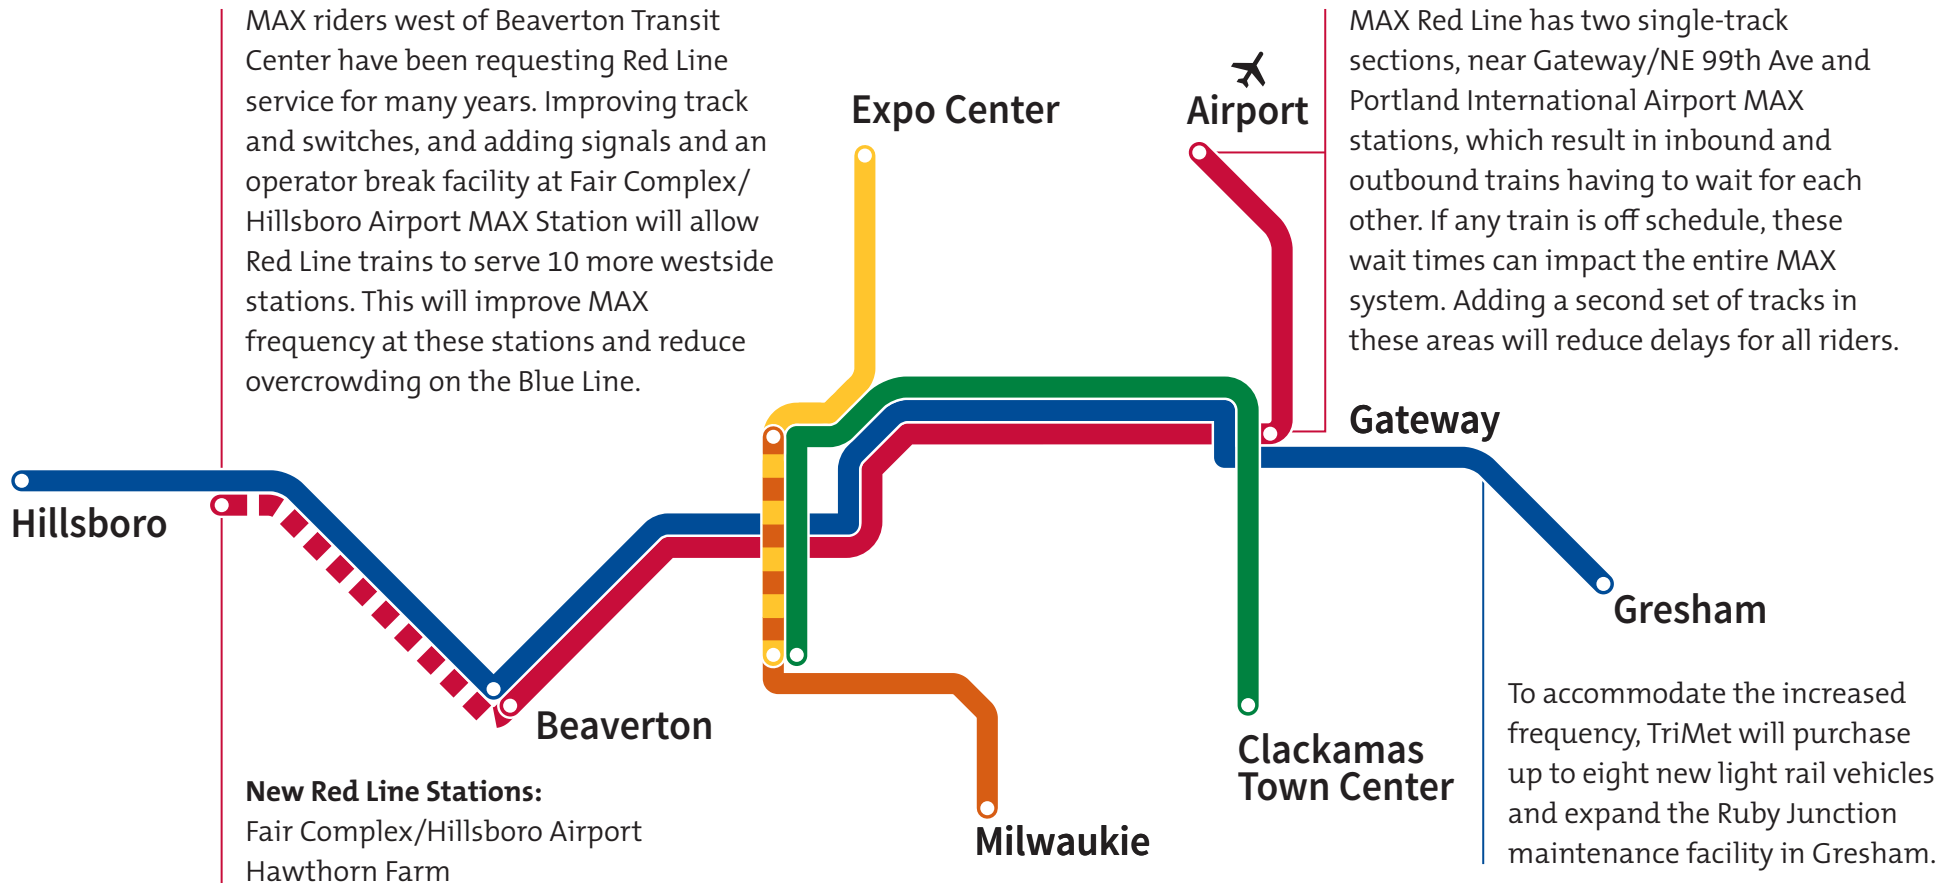 MAX riders west of Beaverton Transit
Center have been requesting Red Line
service for many years. Improving track
and switches, and adding signals and an
operator break facility at Fair Complex/
Hillsboro Airport MAX Station will allow
Red Line trains to serve 10 more westside
stations. This will improve MAX
frequency at these stations and reduce
overcrowding on the Blue Line.
Expo Center
Airport
MAX Red Line has two single-track
sections, near Gateway/NE 99th Ave and
Portland International Airport MAX
stations, which result in inbound and
outbound trains having to wait for each
other. If any train is off schedule, these
wait times can impact the entire MAX
system. Adding a second set of tracks in
these areas will reduce delays for all riders.
Gateway
Hillsboro
Gresham
Beaverton
Clackamas
Town Center
Milwaukie
New Red Line Stations:
Fair Complex/Hillsboro Airport
Hawthorn Farm
To accommodate the increased
frequency, TriMet will purchase
up to eight new light rail vehicles
and expand the Ruby Junction
maintenance facility in Gresham.